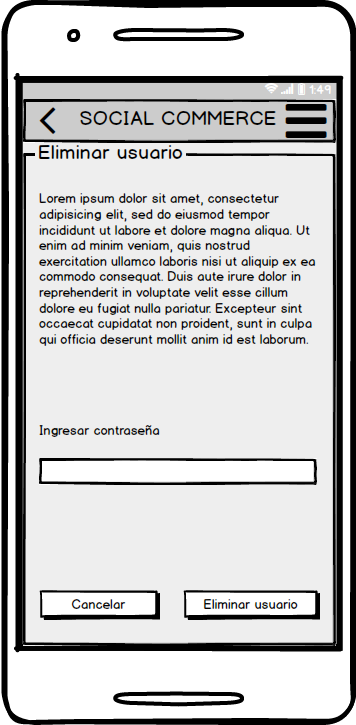 1:49
SOCIAL COMMERCE
Eliminar usuario
Lorem ipsum dolor sit amet, consectetur
adipisicing elit, sed do eiusmod tempor
incididunt ut labore et dolore magna aliqua. Ut
enim ad minim veniam, quis nostrud
exercitation ullamco laboris nisi ut aliquip ex ea
commodo consequat. Duis aute irure dolor in
reprehenderit in voluptate velit esse cillum
dolore eu fugiat nulla pariatur. Excepteur sint
occaecat cupidatat non proident, sunt in culpa
qui officia deserunt mollit anim id est laborum.
Ingresar contraseña
Cancelar
Eliminar usuario